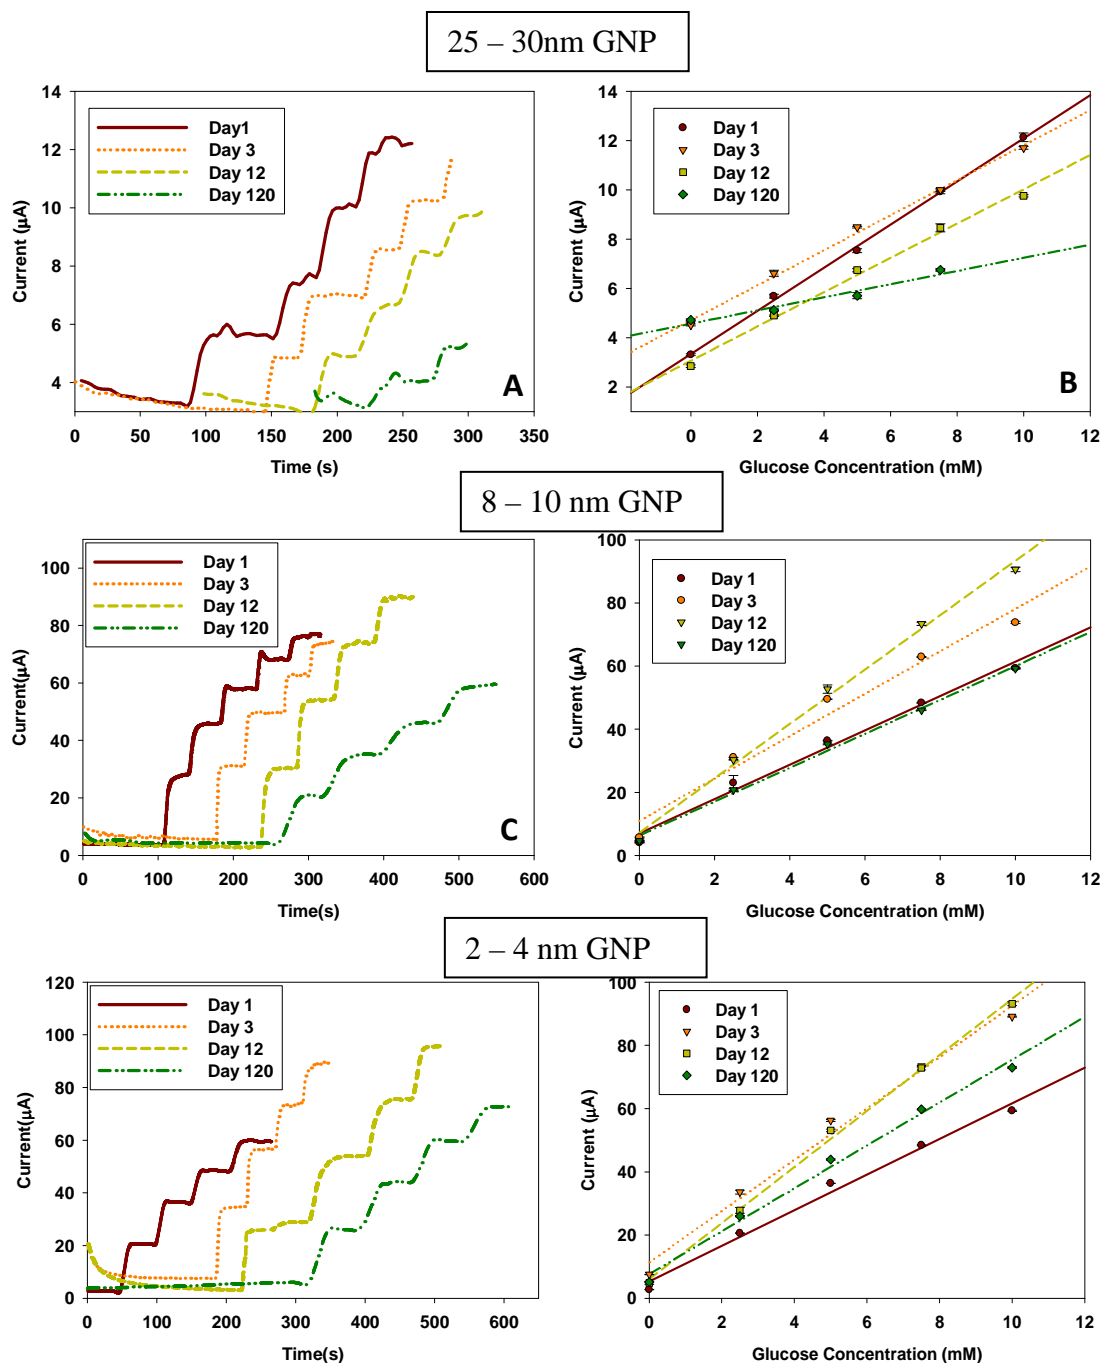 25 – 30nm GNP
14
12
10
8
6
4
Current (µA)
Day1
Day 3
Day 12
Day 120
A
0 50 100 150 200 250 300 350
Time (s)
14
12
10
8
6
4
2
Current (µA)
Day 1
Day 3
Day 12
Day 120
B
0 2 4 6 8 10 12
Glucose Concentration (mM)
8 – 10 nm GNP
100
80
60
40
20
0
Current(µA)
Day 1
Day 3
Day 12
Day 120
C
0 100 200 300 400 500 600
Time(s)
100
80
60
40
20
0
Current (µA)
Day 1
Day 3
Day 12
Day 120
0 2 4 6 8 10 12
Glucose Concentration (mM)
2 – 4 nm GNP
120
100
80
60
40
20
0
Current(µA)
Day 1
Day 3
Day 12
Day 120
0 100 200 300 400 500 600
Time(s)
100
80
60
40
20
0
Current (µA)
Day 1
Day 3
Day 12
Day 120
0 2 4 6 8 10 12
Glucose Concentration (mM)